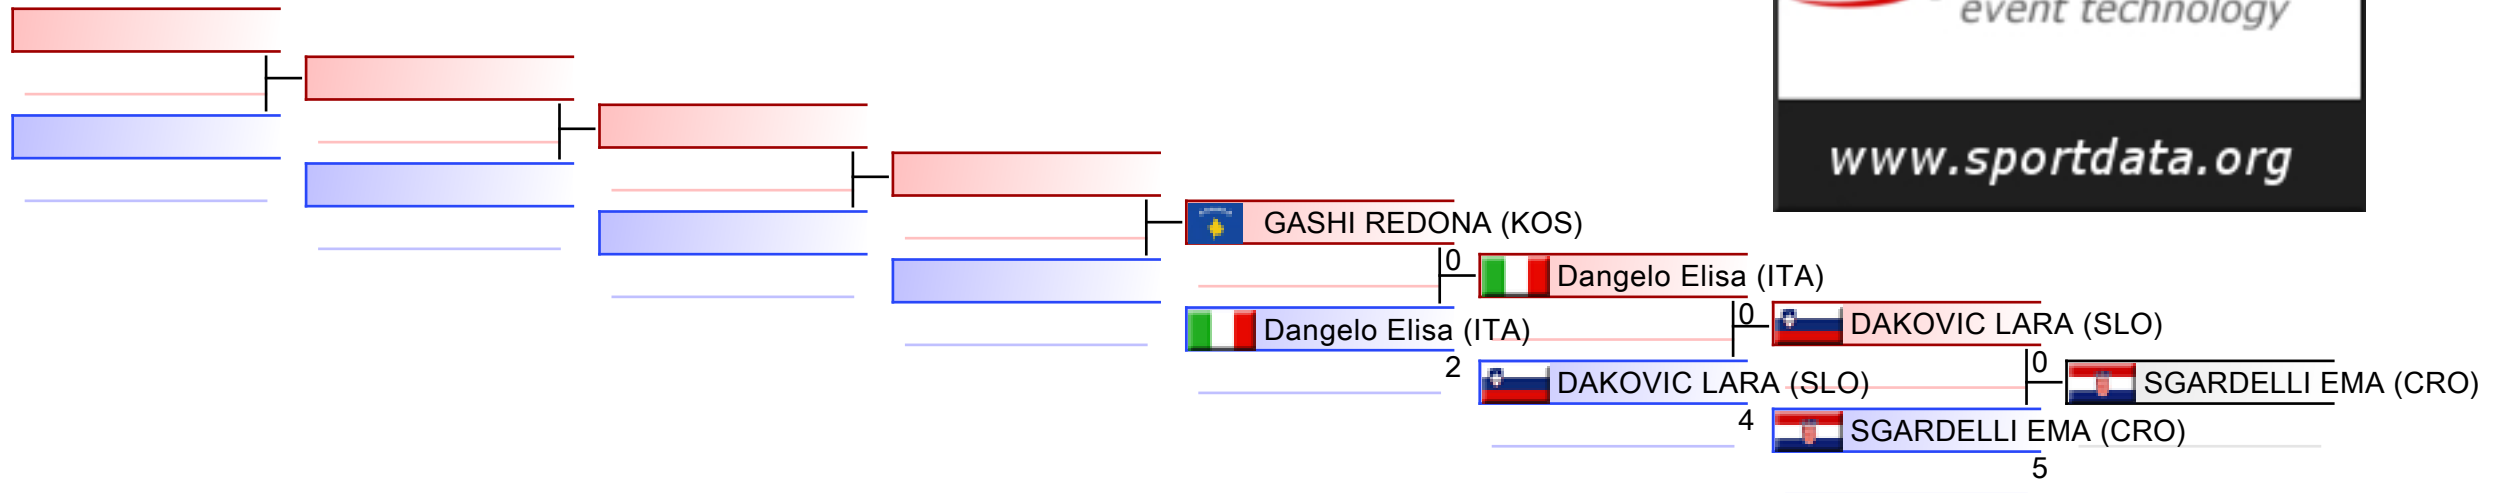 event technology
www.sportdata.org
GASHI REDONA (KOS)
0
Dangelo Elisa (ITA)
Dangelo Elisa (ITA)
2
0
DAKOVIC LARA (SLO)
DAKOVIC LARA (SLO)
4
0
SGARDELLI EMA (CRO)
SGARDELLI EMA (CRO)
5